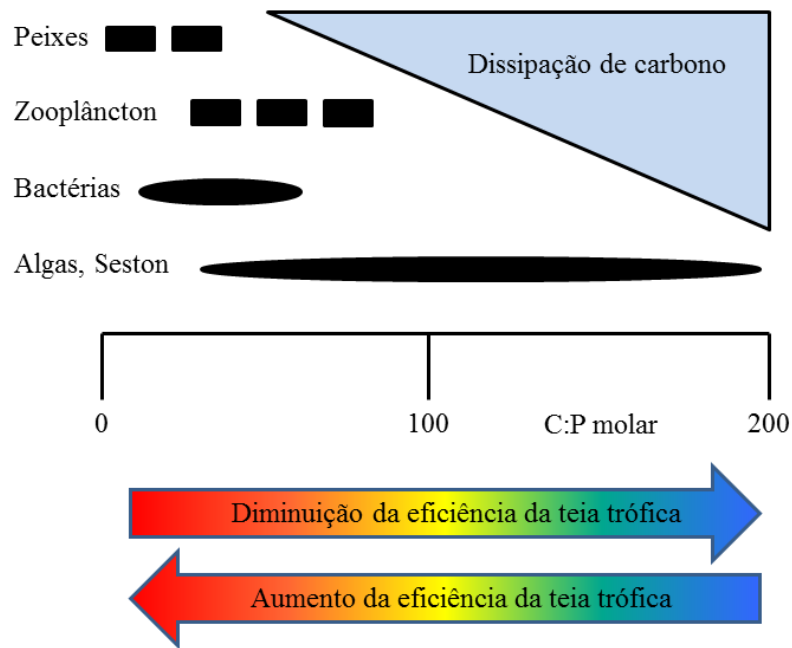 Peixes
Dissipação de carbono
Zooplâncton
Bactérias
Algas, Seston
0
100
C:P molar
200
Diminuição da eficiência da teia trófica
Aumento da eficiência da teia trófica